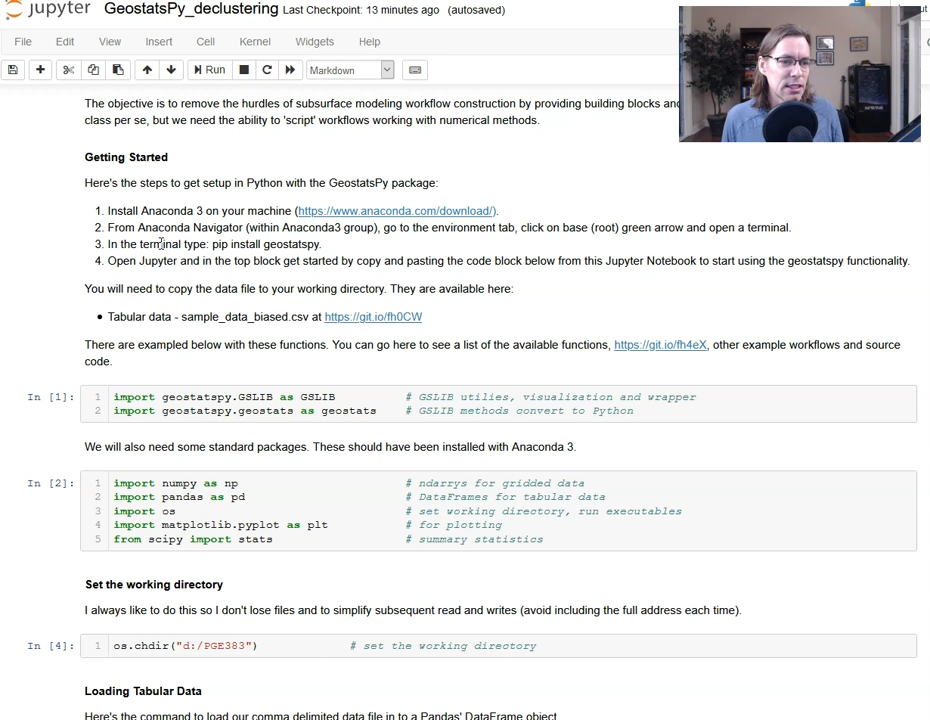 jupyter GeostatsPy_declustering Last Checkpoint: 13 minutes ago (autosaved)
File Edit View Insert Cell Kernel Widgets Help
Run Markdown
The objective is to remove the hurdles of subsurface modeling workflow construction by providing building blocks and
class per se, but we need the ability to 'script' workflows working with numerical methods.
Getting Started
Here's the steps to get setup in Python with the GeostatsPy package:
1. Install Anaconda 3 on your machine (https://www.anaconda.com/download/).
2. From Anaconda Navigator (within Anaconda3 group), go to the environment tab, click on base (root) green arrow and open a terminal.
3. In the terminal type: pip install geostatspy.
4. Open Jupyter and in the top block get started by copy and pasting the code block below from this Jupyter Notebook to start using the geostatspy functionality.
You will need to copy the data file to your working directory. They are available here:
• Tabular data - sample_data_biased.csv at https://git.io/fh0CW
There are exampled below with these functions. You can go here to see a list of the available functions, https://git.io/fh4eX, other example workflows and source
code.
In [1]: 1 import geostatspy.GSLIB as GSLIB # GSLIB utilies, visualization and wrapper
2 import geostatspy.geostats as geostats # GSLIB methods convert to Python
We will also need some standard packages. These should have been installed with Anaconda 3.
In [2]: 1 import numpy as np # ndarrys for gridded data
2 import pandas as pd # DataFrames for tabular data
3 import os # set working directory, run executables
4 import matplotlib.pyplot as plt # for plotting
5 from scipy import stats # summary statistics
Set the working directory
I always like to do this so I don't lose files and to simplify subsequent read and writes (avoid including the full address each time).
In [4]: 1 os.chdir("d:/PGE383") # set the working directory
Loading Tabular Data
Here's the command to load our comma delimited data file in to a Pandas' DataFrame object